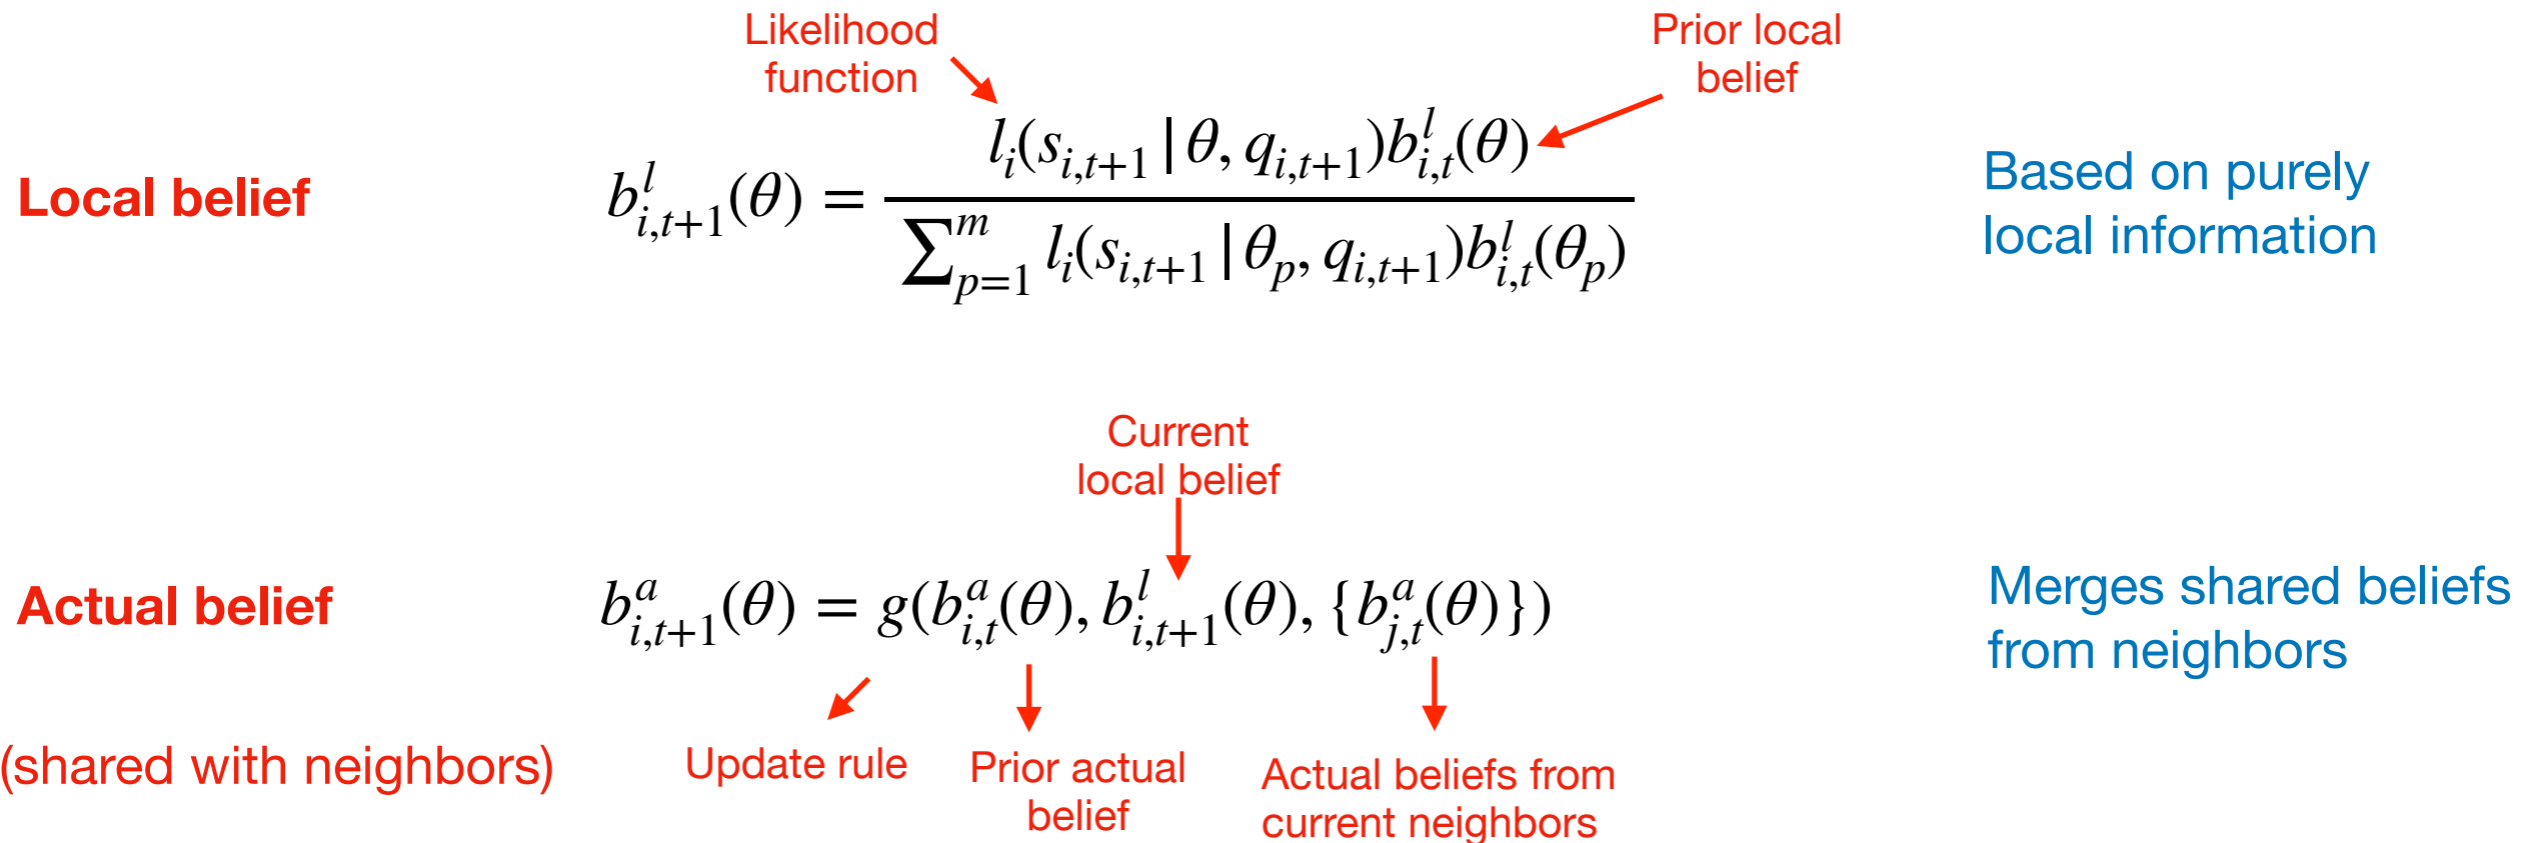 Likelihood
function
Prior local
belief
Local belief
b^l_{i,t+1}(θ) = \frac{l_i(s_{i,t+1} | θ, q_{i,t+1})b^l_{i,t}(θ)}{∑^m_{p=1} l_i(s_{i,t+1} | θ_p, q_{i,t+1})b^l_{i,t}(θ_p)}
Based on purely
local information
Current
local belief
Actual belief
b^a_{i,t+1}(θ) = g(b^a_{i,t}(θ), b^l_{i,t+1}(θ), {b^a_{j,t}(θ)})
Merges shared beliefs
from neighbors
(shared with neighbors)
Update rule
Prior actual
belief
Actual beliefs from
current neighbors